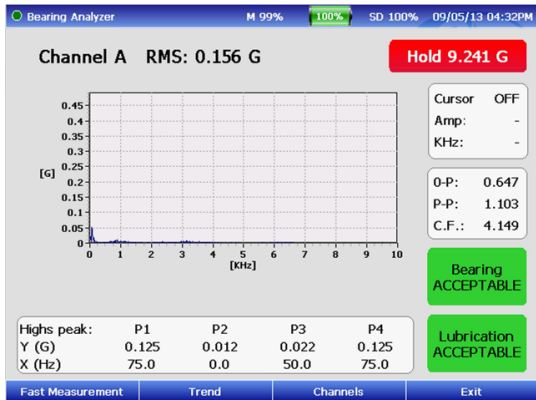 Bearing Analyzer M 99% 100% SD 100% 09/05/13 04:32PM
Channel A RMS: 0.156 G
Hold 9.241 G
0.45
0.4
0.35
0.3
0.25
0.2
0.15
0.1
0.05
0
[G]
0 1 2 3 4 5 6 7 8 9 10
[KHz]
Cursor OFF
Amp: -
KHz: -
0-P: 0.647
P-P: 1.103
C.F.: 4.149
Bearing
ACCEPTABLE
Lubrication
ACCEPTABLE
Highs peak: P1 P2 P3 P4
Y (G) 0.125 0.012 0.022 0.125
X (Hz) 75.0 0.0 50.0 75.0
Fast Measurement Trend Channels Exit